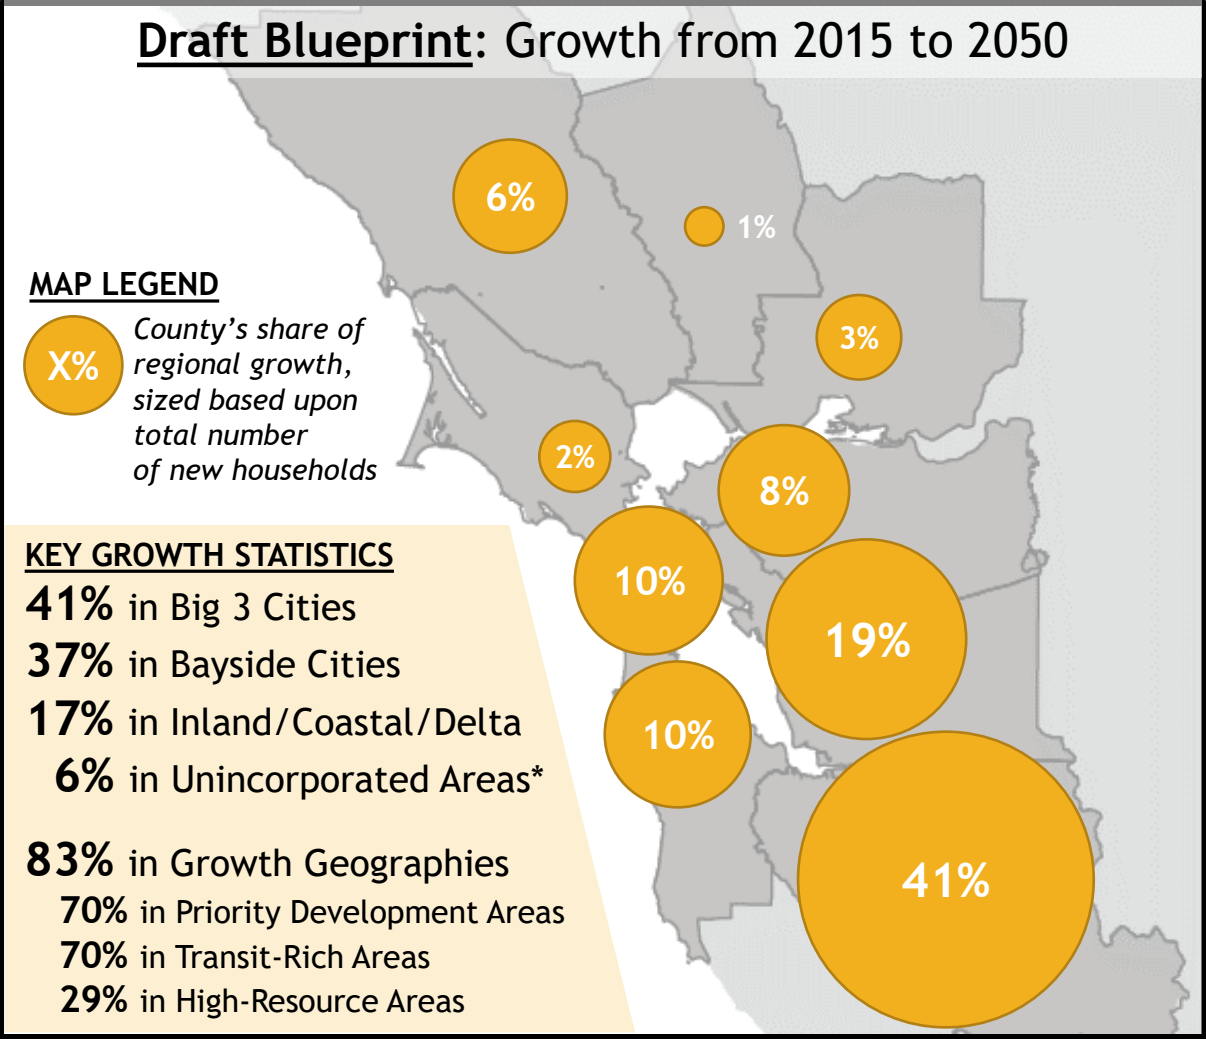 Draft Blueprint: Growth from 2015 to 2050
6%
1%
MAP LEGEND
X%
County’s share of
regional growth,
sized based upon
total number
of new households
3%
2%
8%
10%
19%
10%
41%
KEY GROWTH STATISTICS
41% in Big 3 Cities
37% in Bayside Cities
17% in Inland/Coastal/Delta
6% in Unincorporated Areas*
83% in Growth Geographies
70% in Priority Development Areas
70% in Transit-Rich Areas
29% in High-Resource Areas